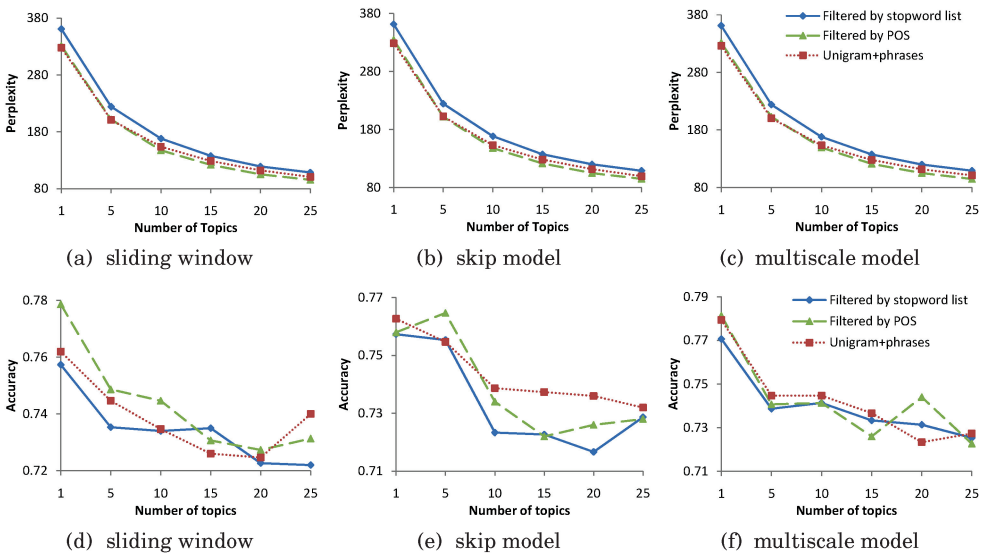 380
280
180
80
Perplexity
1 5 10 15 20 25
Number of Topics
(a) sliding window
380
280
180
80
Perplexity
1 5 10 15 20 25
Number of Topics
(b) skip model
380
280
180
80
Perplexity
1 5 10 15 20 25
Number of Topics
(c) multiscale model
Filtered by stopword list
Filtered by POS
Unigram+phrases
0.78
0.76
0.74
0.72
Accuracy
1 5 10 15 20 25
Number of topics
(d) sliding window
0.77
0.75
0.73
0.71
Accuracy
1 5 10 15 20 25
Number of topics
(e) skip model
0.79
0.77
0.75
0.73
0.71
Accuracy
1 5 10 15 20 25
Number of topics
(f) multiscale model
Filtered by stopword list
Filtered by POS
Unigram+phrases